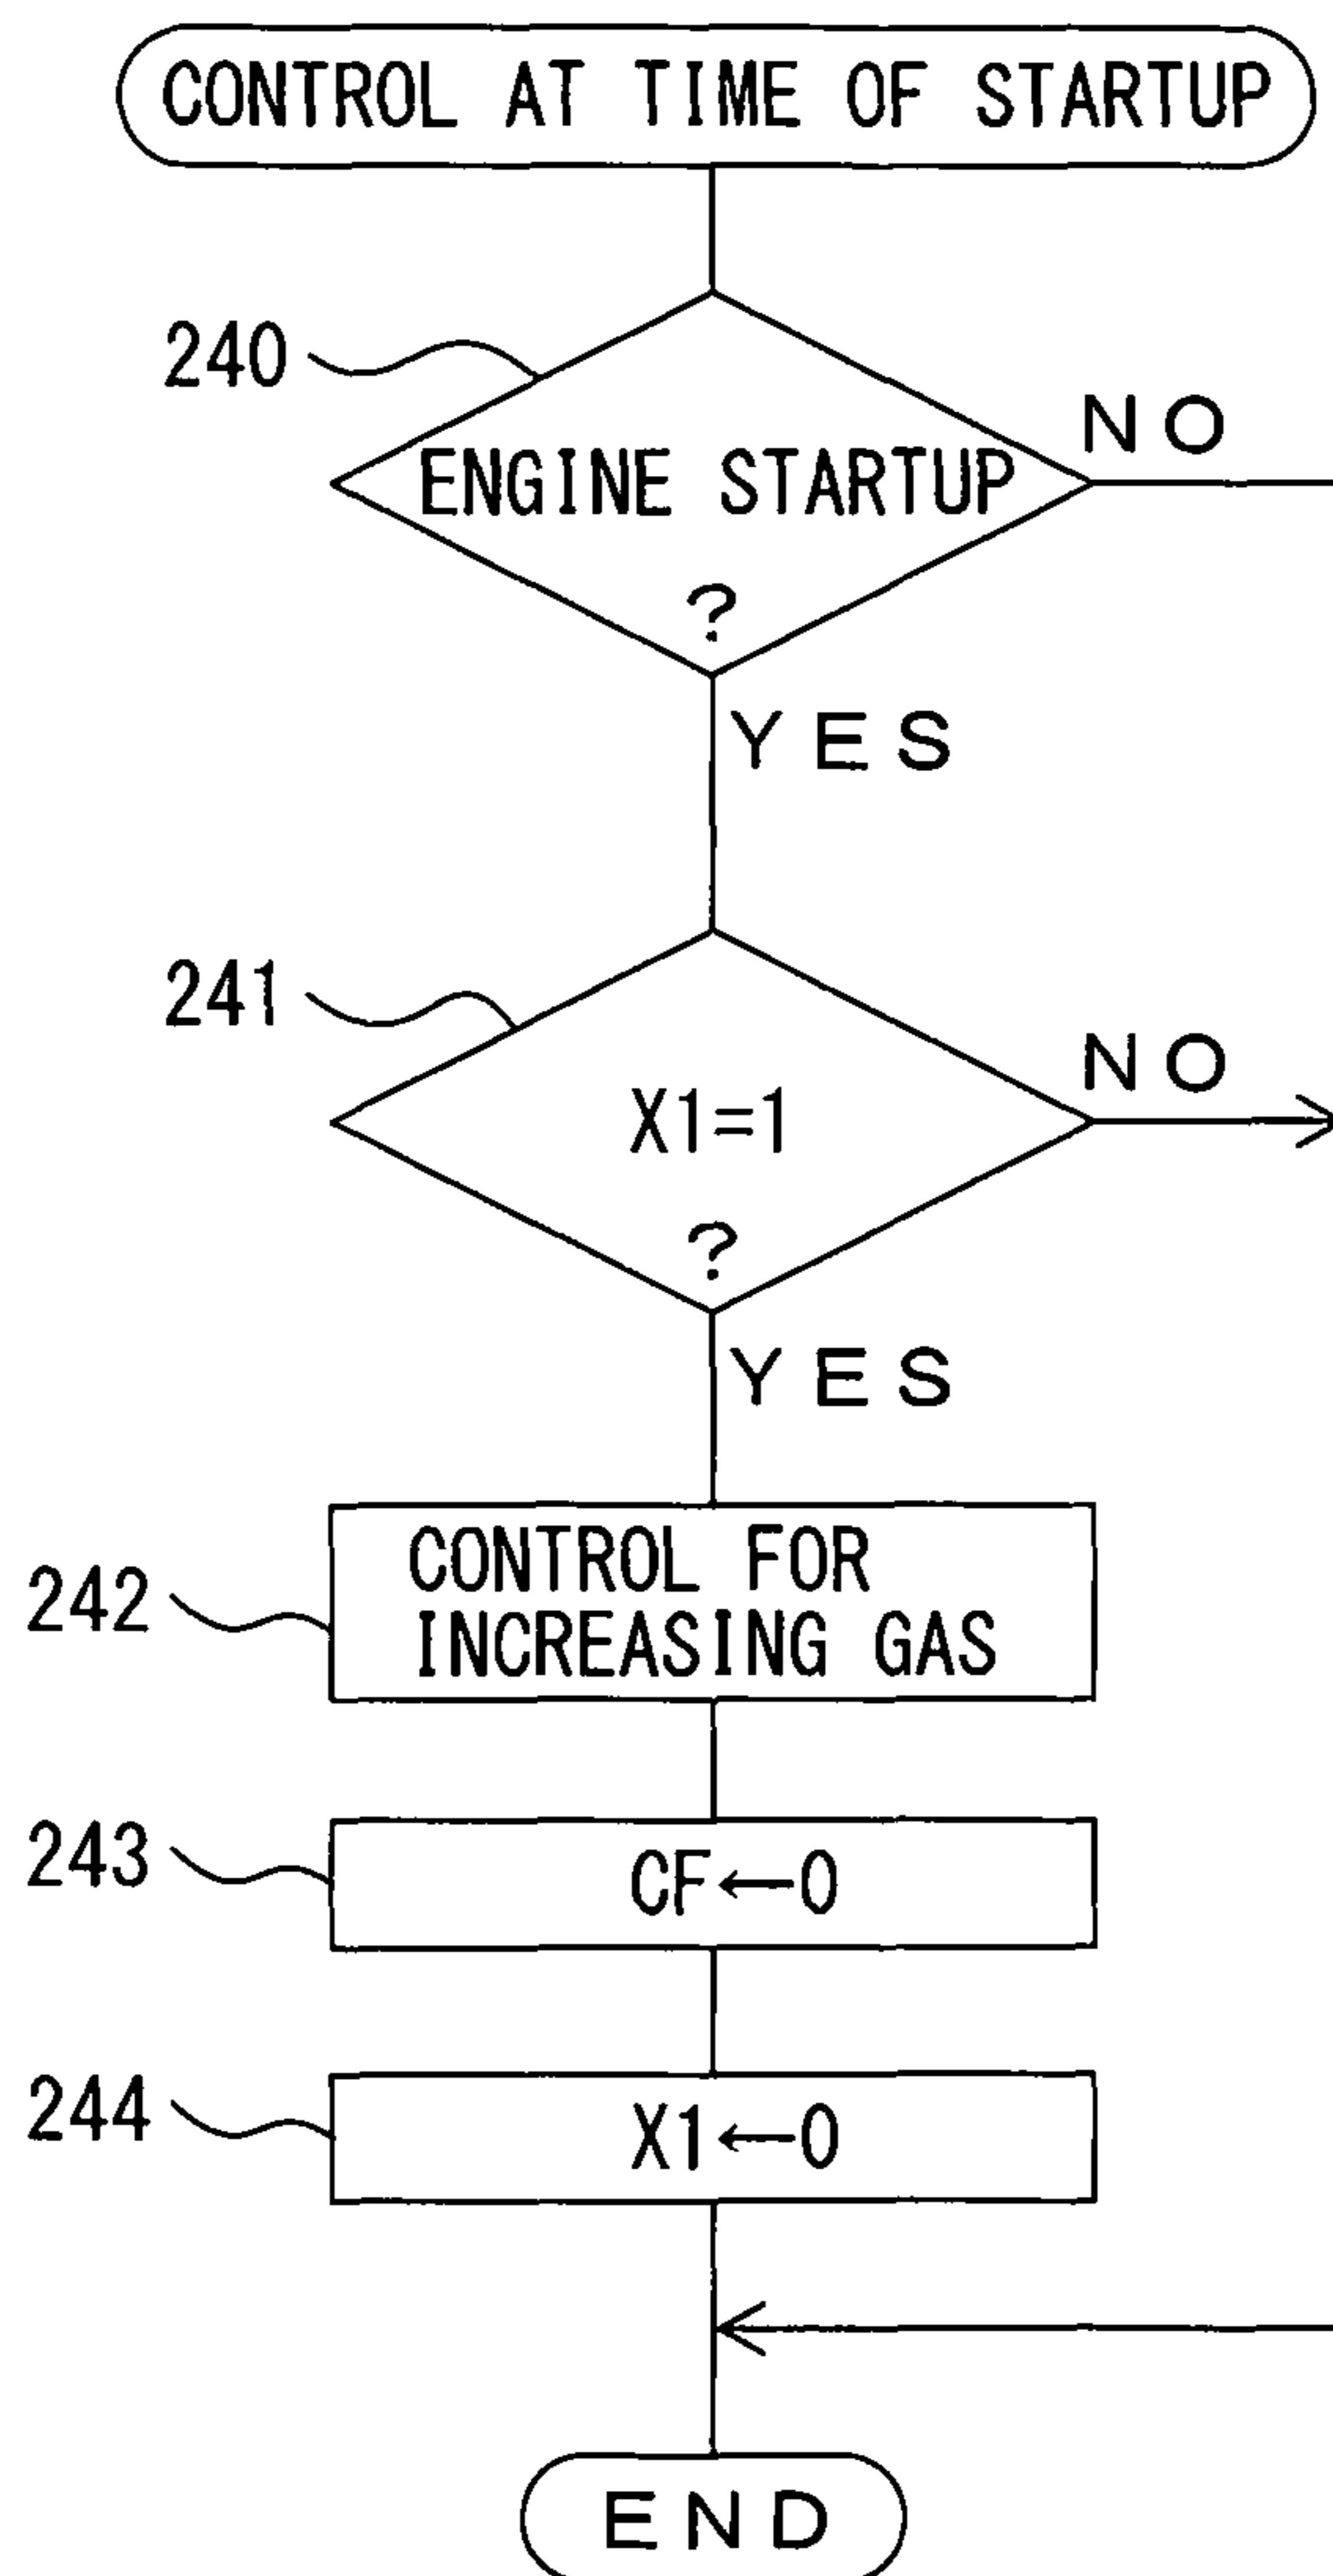 CONTROL AT TIME OF STARTUP
240
NO
ENGINE STARTUP
?
YES
241
NO
X1=1
?
YES
242
CONTROL FOR
INCREASING GAS
243
CF←0
244
X1←0
END